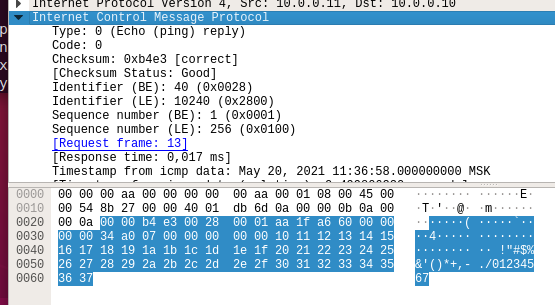 Internet Protocol Version 4, Src: 10.0.0.11, Dst: 10.0.0.10
Internet Control Message Protocol
Type: 0 (Echo (ping) reply)
Code: 0
Checksum: 0xb4e3 [correct]
[Checksum Status: Good]
Identifier (BE): 40 (0x0028)
Identifier (LE): 10240 (0x2800)
Sequence number (BE): 1 (0x0001)
Sequence number (LE): 256 (0x0100)
[Request frame: 13]
[Response time: 0,017 ms]
Timestamp from icmp data: May 20, 2021 11:36:58.000000000 MSK
0000 00 00 00 aa 00 00 00 00 00 aa 00 01 08 00 45 00 ········ ······E·
0010 00 54 8b 27 00 00 40 01 db 6d 0a 00 00 0b 0a 00 ·T·'··@· ·m······
0020 00 0a 00 00 b4 e3 00 28 00 01 aa 1f a6 60 00 00 ·······( ·····`··
0030 00 00 34 a0 07 00 00 00 00 00 10 11 12 13 14 15 ··4····· ········
0040 16 17 18 19 1a 1b 1c 1d 1e 1f 20 21 22 23 24 25 ········ ·· !"#$%
0050 26 27 28 29 2a 2b 2c 2d 2e 2f 30 31 32 33 34 35 &'()*+,- ./012345
0060 36 37 67